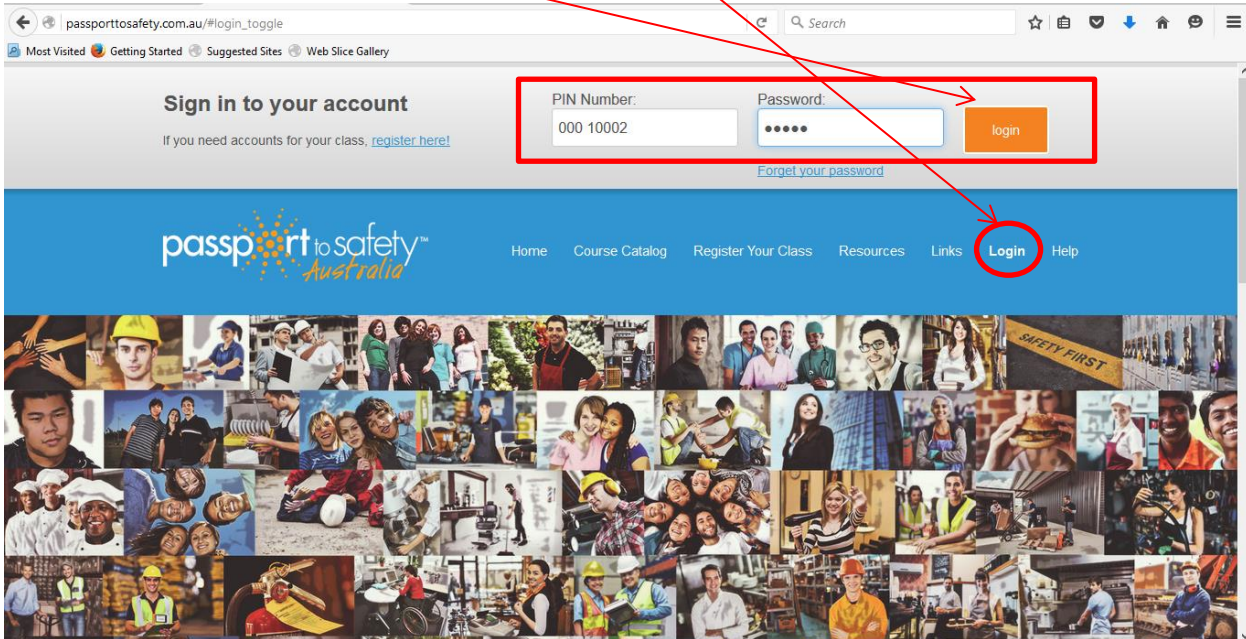 passporttosafety.com.au/#login_toggle
Search
Most Visited Getting Started Suggested Sites Web Slice Gallery
Sign in to your account
If you need accounts for your class, register here!
PIN Number:
000 10002
Password:
•••••
login
Forget your password
passport to safety™
Australia
Home Course Catalog Register Your Class Resources Links Login Help
SAFETY FIRST